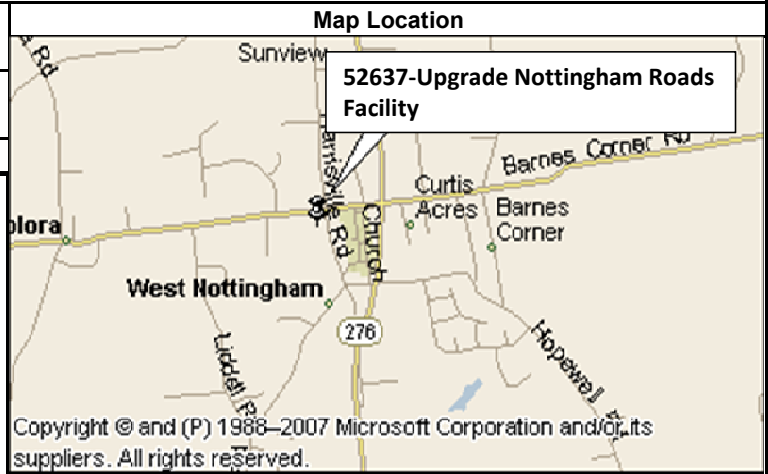 Map Location
Sunview
52637-Upgrade Nottingham Roads
Facility
Barnes Corner Rd
Curtis
Acres
Barnes
Corner
Church
Rd
West Nottingham
276
Liddell
Hopewell
Copyright © and (P) 1988–2007 Microsoft Corporation and/or its
suppliers. All rights reserved.